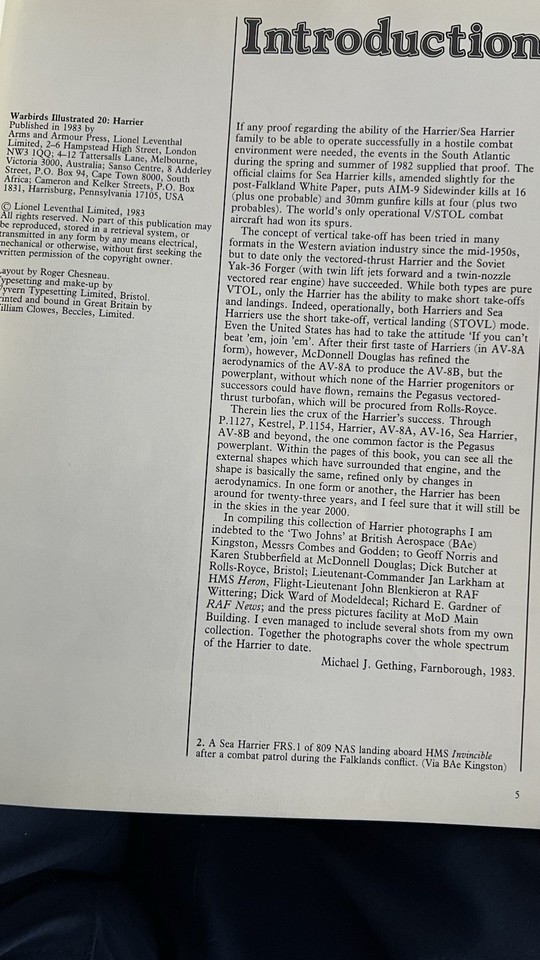 Introduction
Warbirds Illustrated 20: Harrier
Published in 1983 by
Arms and Armour Press, Lionel Leventhal
Limited, 2–6 Hampstead High Street, London
NW3 1QQ; 4–12 Tattersalls Lane, Melbourne,
Victoria 3000, Australia; Sanso Centre, 8 Adderley
Street, P.O. Box 94, Cape Town 8000, South
Africa; Cameron and Kelker Streets, P.O. Box
1831, Harrisburg, Pennsylvania 17105, USA
© Lionel Leventhal Limited, 1983
All rights reserved. No part of this publication may
be reproduced, stored in a retrieval system, or
transmitted in any form by any means electrical,
mechanical or otherwise, without first seeking the
written permission of the copyright owner.
ayout by Roger Chesneau.
ypesetting and make-up by
yvern Typesetting Limited, Bristol.
inted and bound in Great Britain by
illiam Clowes, Beccles, Limited.
If any proof regarding the ability of the Harrier/Sea Harrier
family to be able to operate successfully in a hostile combat
environment were needed, the events in the South Atlantic
during the spring and summer of 1982 supplied that proof. The
official claims for Sea Harrier kills, amended slightly for the
post-Falkland White Paper, puts AIM-9 Sidewinder kills at 16
(plus one probable) and 30mm gunfire kills at four (plus two
probables). The world's only operational V/STOL combat
aircraft had won its spurs.
The concept of vertical take-off has been tried in many
formats in the Western aviation industry since the mid-1950s,
but to date only the vectored-thrust Harrier and the Soviet
Yak-36 Forger (with twin lift jets forward and a twin-nozzle
vectored rear engine) have succeeded. While both types are pure
VTOL, only the Harrier has the ability to make short take-offs
and landings. Indeed, operationally, both Harriers and Sea
Harriers use the short take-off, vertical landing (STOVL) mode.
Even the United States has had to take the attitude 'If you can't
beat 'em, join 'em'. After their first taste of Harriers (in AV-8A
form), however, McDonnell Douglas has refined the
aerodynamics of the AV-8A to produce the AV-8B, but the
powerplant, without which none of the Harrier progenitors or
successors could have flown, remains the Pegasus vectored-
thrust turbofan, which will be procured from Rolls-Royce.
Therein lies the crux of the Harrier's success. Through
P.1127, Kestrel, P.1154, Harrier, AV-8A, AV-16, Sea Harrier,
AV-8B and beyond, the one common factor is the Pegasus
powerplant. Within the pages of this book, you can see all the
external shapes which have surrounded that engine, and the
shape is basically the same, refined only by changes in
aerodynamics. In one form or another, the Harrier has been
around for twenty-three years, and I feel sure that it will still be
in the skies in the year 2000.
In compiling this collection of Harrier photographs I am
indebted to the 'Two Johns' at British Aerospace (BAe)
Kingston, Messrs Combes and Godden; to Geoff Norris and
Karen Stubberfield at McDonnell Douglas; Dick Butcher at
Rolls-Royce, Bristol; Lieutenant-Commander Jan Larkham at
HMS Heron, Flight-Lieutenant John Blenkieron at RAF
Wittering; Dick Ward of Modeldecal; Richard E. Gardner of
RAF News; and the press pictures facility at MoD Main
Building. I even managed to include several shots from my own
collection. Together the photographs cover the whole spectrum
of the Harrier to date.
Michael J. Gething, Farnborough, 1983.
2. A Sea Harrier FRS.1 of 809 NAS landing aboard HMS Invincible
after a combat patrol during the Falklands conflict. (Via BAe Kingston)
5